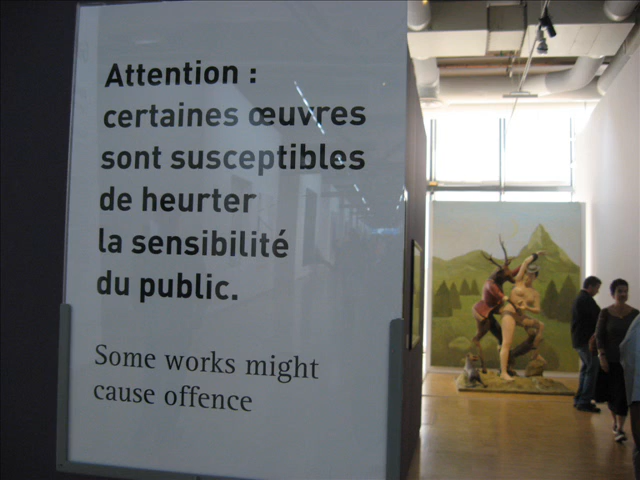 Attention :
certaines œuvres
sont susceptibles
de heurter
la sensibilité
du public.
Some works might
cause offence